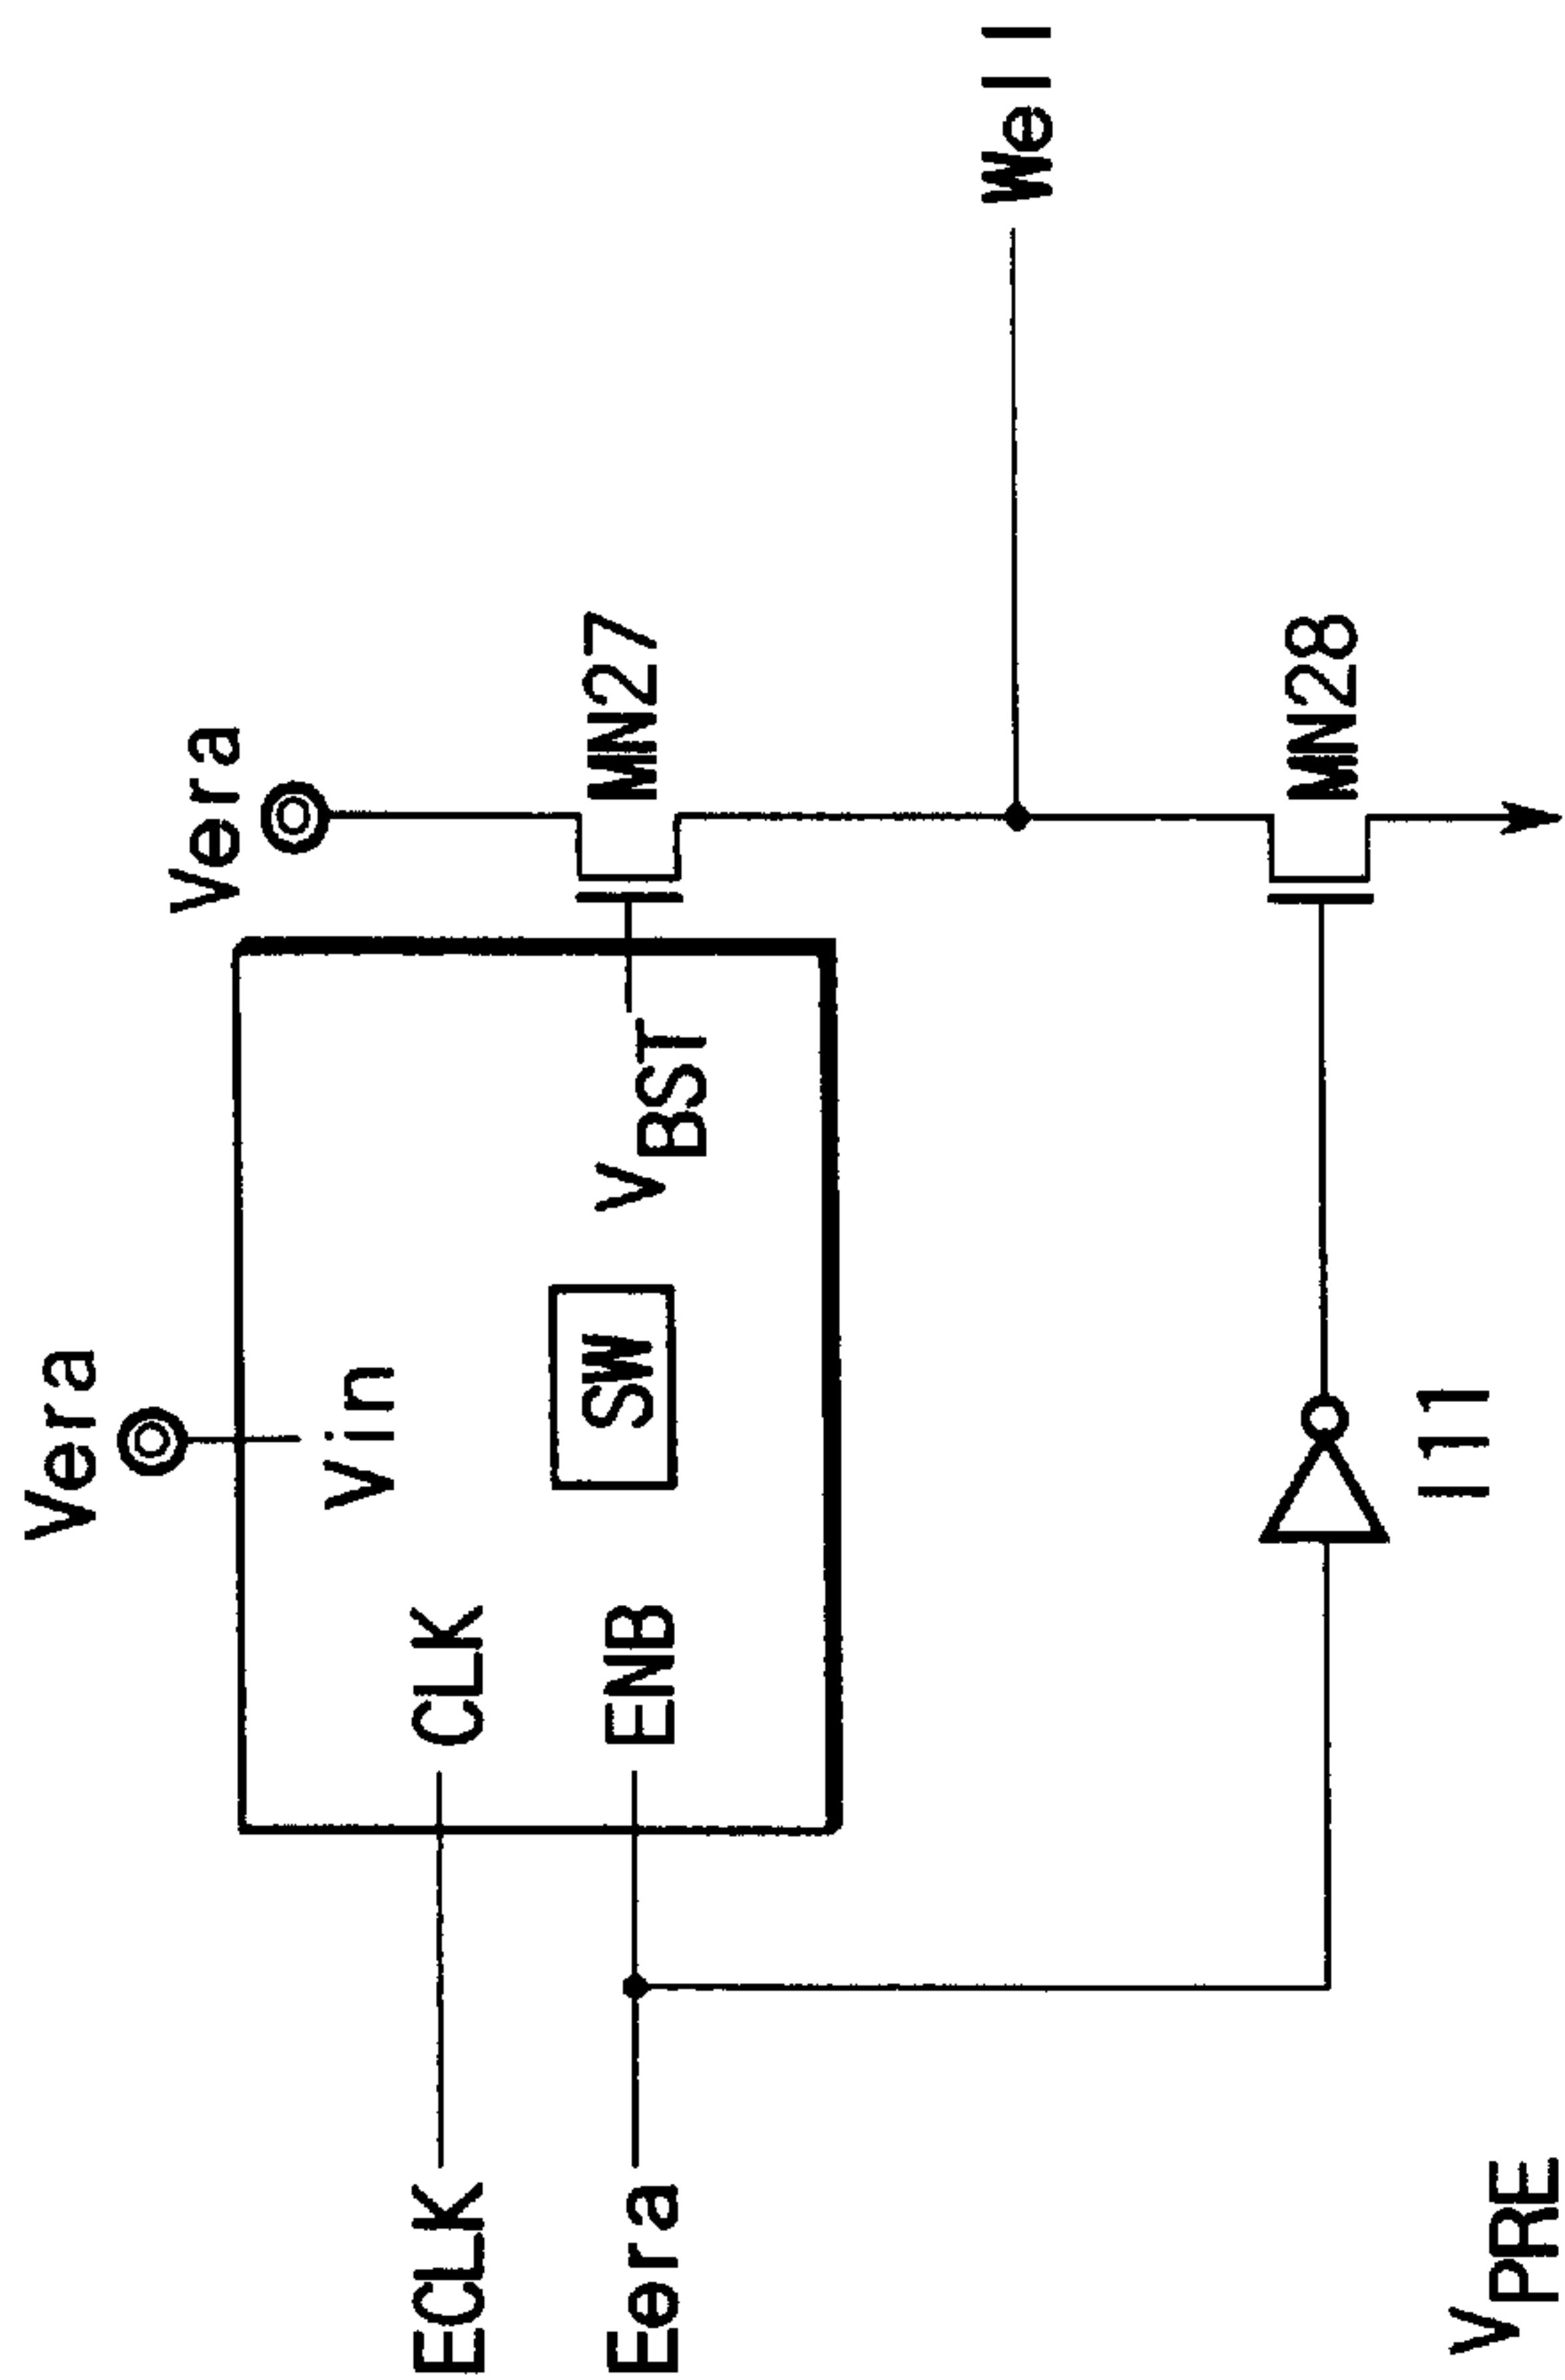 Vera
Vera
Vin
ECLK
CLK
Eera
ENB
SW
VBST
MN27
Well
MN28
I11
VPRE